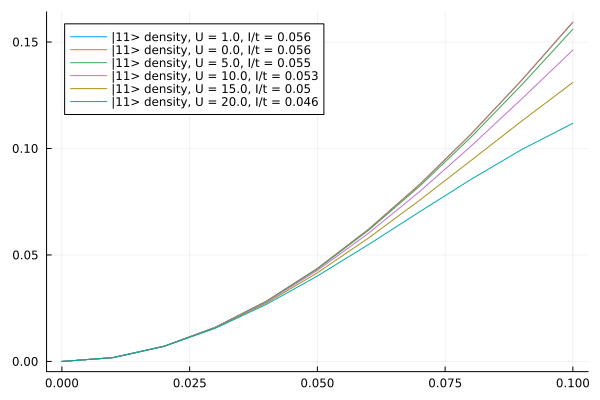 0.15
|11> density, U = 1.0, I/t = 0.056
|11> density, U = 0.0, I/t = 0.056
|11> density, U = 5.0, I/t = 0.055
|11> density, U = 10.0, I/t = 0.053
|11> density, U = 15.0, I/t = 0.05
|11> density, U = 20.0, I/t = 0.046
0.10
0.05
0.00
0.000 0.025 0.050 0.075 0.100